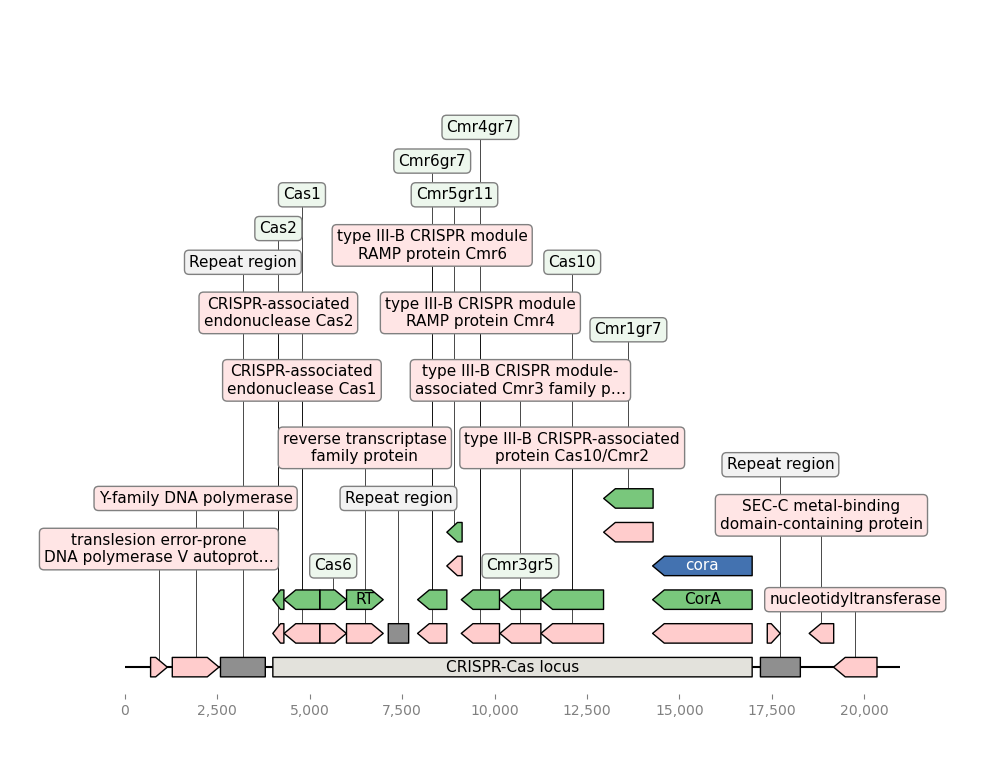 Cmr4gr7
Cmr6gr7
Cas1
Cmr5gr11
Cas2
type III-B CRISPR module
RAMP protein Cmr6
Repeat region
Cas10
CRISPR-associated
endonuclease Cas2
type III-B CRISPR module
RAMP protein Cmr4
Cmr1gr7
CRISPR-associated
endonuclease Cas1
type III-B CRISPR module-
associated Cmr3 family p…
reverse transcriptase
family protein
type III-B CRISPR-associated
protein Cas10/Cmr2
Repeat region
Y-family DNA polymerase
Repeat region
SEC-C metal-binding
domain-containing protein
translesion error-prone
DNA polymerase V autoprot…
Cas6
Cmr3gr5
cora
RT
CorA
nucleotidyltransferase
CRISPR-Cas locus
0
2,500
5,000
7,500
10,000
12,500
15,000
17,500
20,000